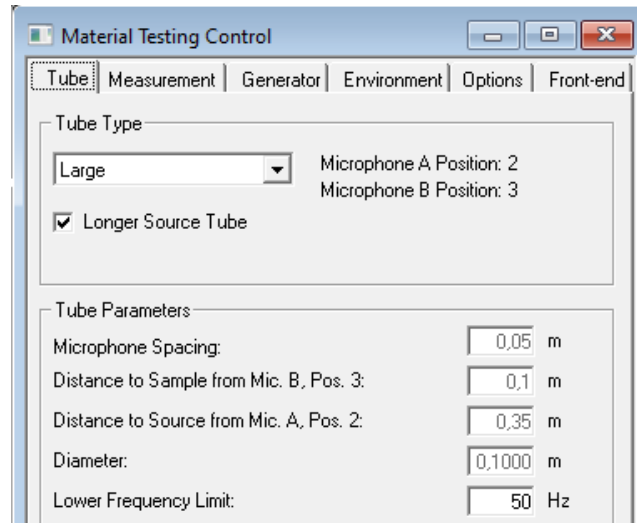 Material Testing Control
Tube Measurement Generator Environment Options Front-end
Tube Type
Large
Microphone A Position: 2
Microphone B Position: 3
Longer Source Tube
Tube Parameters
Microphone Spacing: 0,05 m
Distance to Sample from Mic. B, Pos. 3: 0,1 m
Distance to Source from Mic. A, Pos. 2: 0,35 m
Diameter: 0,1000 m
Lower Frequency Limit: 50 Hz